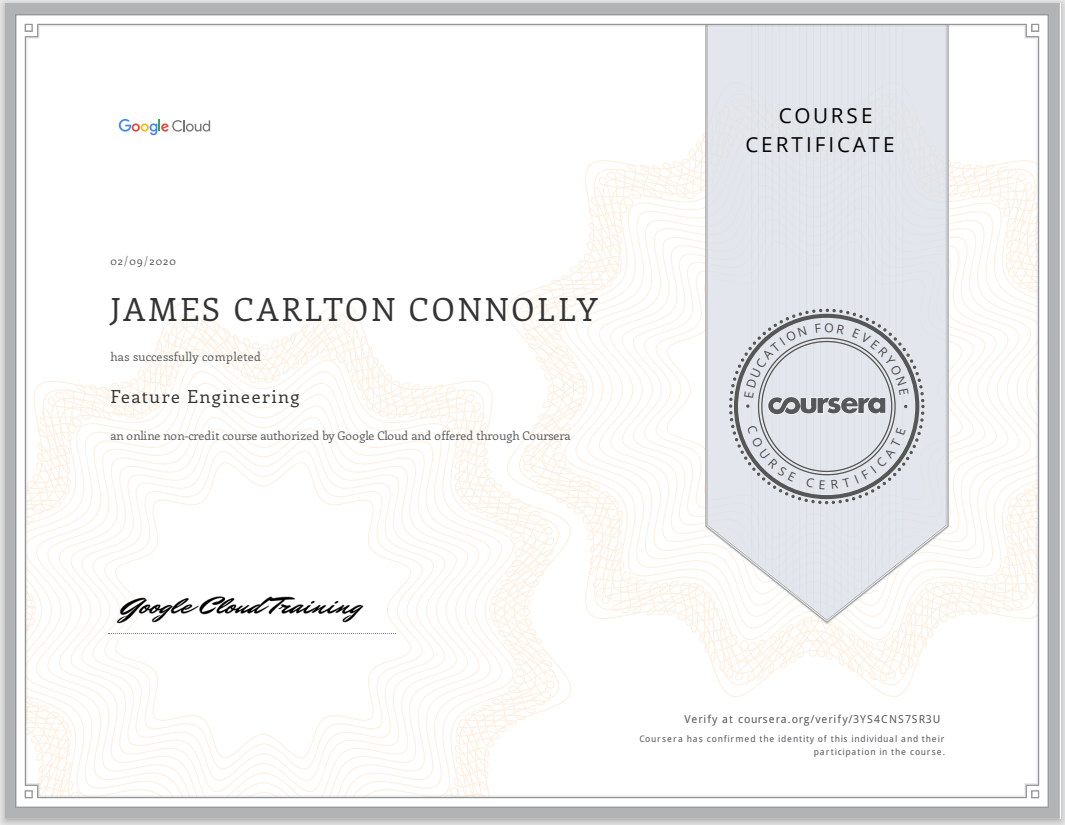 Google Cloud
COURSE
CERTIFICATE
02/09/2020
JAMES CARLTON CONNOLLY
has successfully completed
Feature Engineering
an online non-credit course authorized by Google Cloud and offered through Coursera
EDUCATION FOR EVERYONE
coursera
COURSE CERTIFICATE
Google Cloud Training
Verify at coursera.org/verify/3YS4CNS7SR3U
Coursera has confirmed the identity of this individual and their
participation in the course.